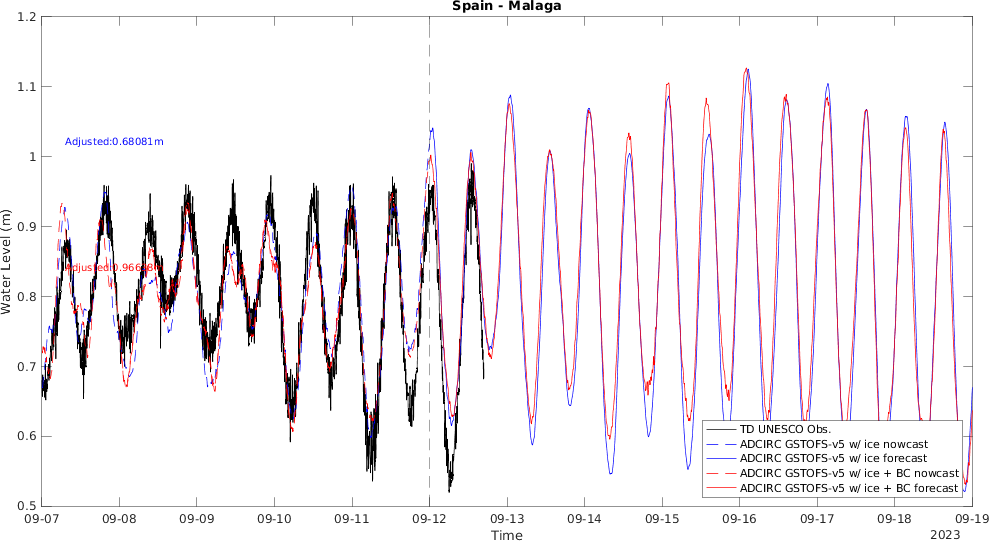 Spain - Malaga
1.2
1.1
1
0.9
0.8
0.7
0.6
0.5
Water Level (m)
Adjusted:0.68081m
TD UNESCO Obs.
ADCIRC GSTOFS-v5 w/ ice nowcast
ADCIRC GSTOFS-v5 w/ ice forecast
ADCIRC GSTOFS-v5 w/ ice + BC nowcast
ADCIRC GSTOFS-v5 w/ ice + BC forecast
09-07 09-08 09-09 09-10 09-11 09-12 09-13 09-14 09-15 09-16 09-17 09-18 09-19
Time
2023